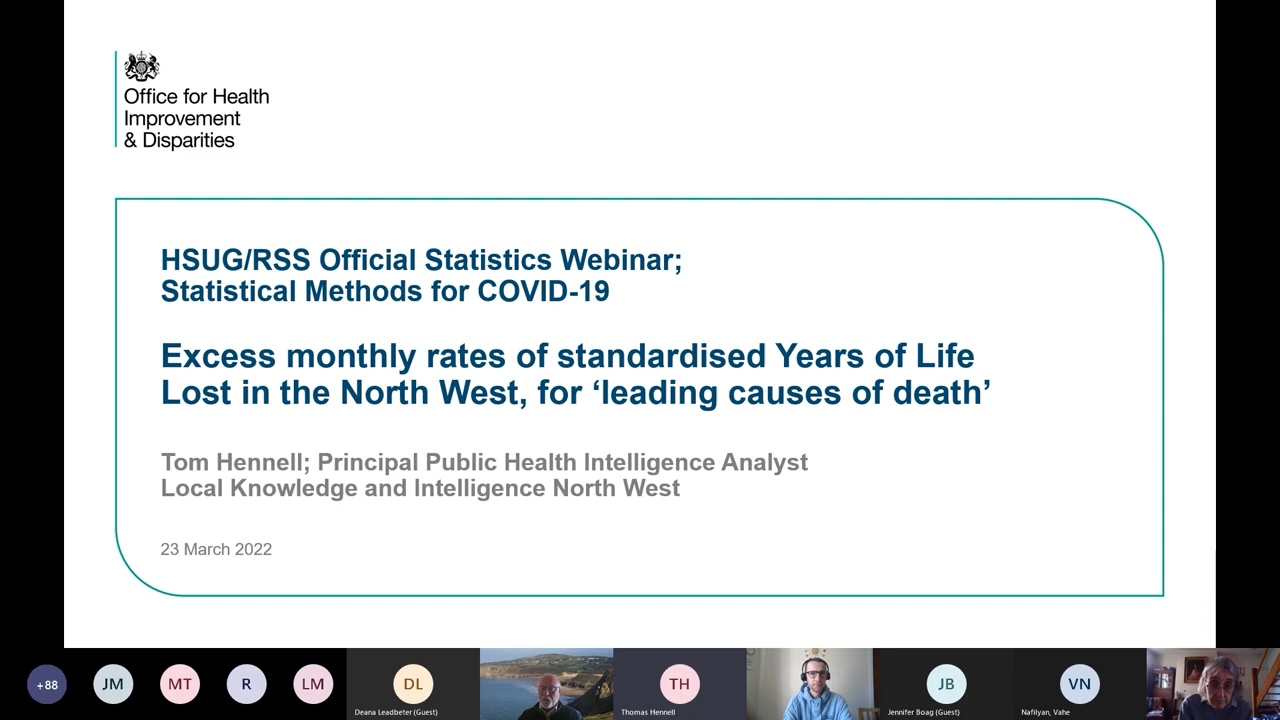 Office for Health
Improvement
& Disparities
HSUG/RSS Official Statistics Webinar;
Statistical Methods for COVID-19
Excess monthly rates of standardised Years of Life
Lost in the North West, for ‘leading causes of death’
Tom Hennell; Principal Public Health Intelligence Analyst
Local Knowledge and Intelligence North West
23 March 2022
+88
JM
MT
R
LM
DL
TH
JB
VN
Deana Leadbeter (Guest)
Thomas Hennell
Jennifer Boag (Guest)
Nafilyan, Vahe